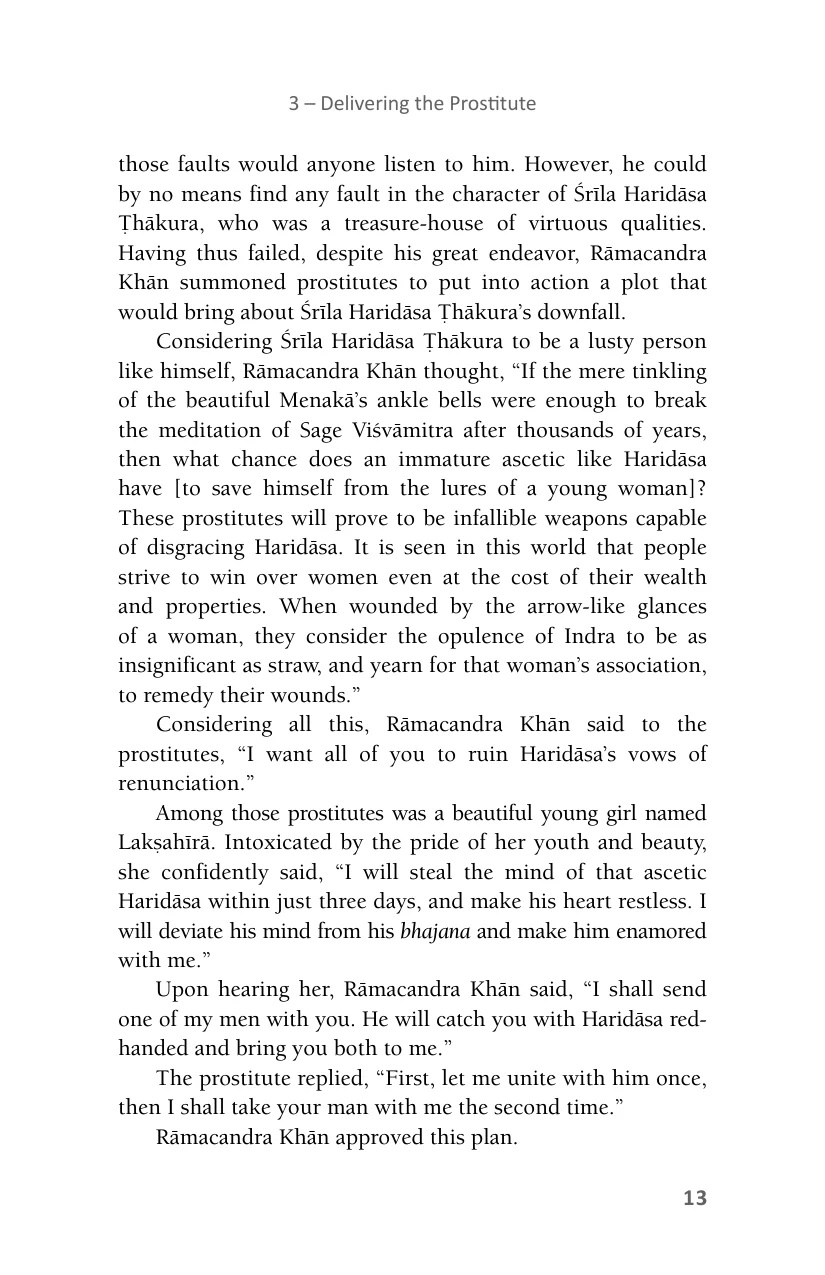 3 – Delivering the Prostitute
those faults would anyone listen to him. However, he could
by no means find any fault in the character of Śrīla Haridāsa
Ṭhākura, who was a treasure-house of virtuous qualities.
Having thus failed, despite his great endeavor, Rāmacandra
Khān summoned prostitutes to put into action a plot that
would bring about Śrīla Haridāsa Ṭhākura’s downfall.
Considering Śrīla Haridāsa Ṭhākura to be a lusty person
like himself, Rāmacandra Khān thought, “If the mere tinkling
of the beautiful Menakā’s ankle bells were enough to break
the meditation of Sage Viśvāmitra after thousands of years,
then what chance does an immature ascetic like Haridāsa
have [to save himself from the lures of a young woman]?
These prostitutes will prove to be infallible weapons capable
of disgracing Haridāsa. It is seen in this world that people
strive to win over women even at the cost of their wealth
and properties. When wounded by the arrow-like glances
of a woman, they consider the opulence of Indra to be as
insignificant as straw, and yearn for that woman’s association,
to remedy their wounds.”
Considering all this, Rāmacandra Khān said to the
prostitutes, “I want all of you to ruin Haridāsa’s vows of
renunciation.”
Among those prostitutes was a beautiful young girl named
Lakṣahīrā. Intoxicated by the pride of her youth and beauty,
she confidently said, “I will steal the mind of that ascetic
Haridāsa within just three days, and make his heart restless. I
will deviate his mind from his bhajana and make him enamored
with me.”
Upon hearing her, Rāmacandra Khān said, “I shall send
one of my men with you. He will catch you with Haridāsa red-
handed and bring you both to me.”
The prostitute replied, “First, let me unite with him once,
then I shall take your man with me the second time.”
Rāmacandra Khān approved this plan.
13